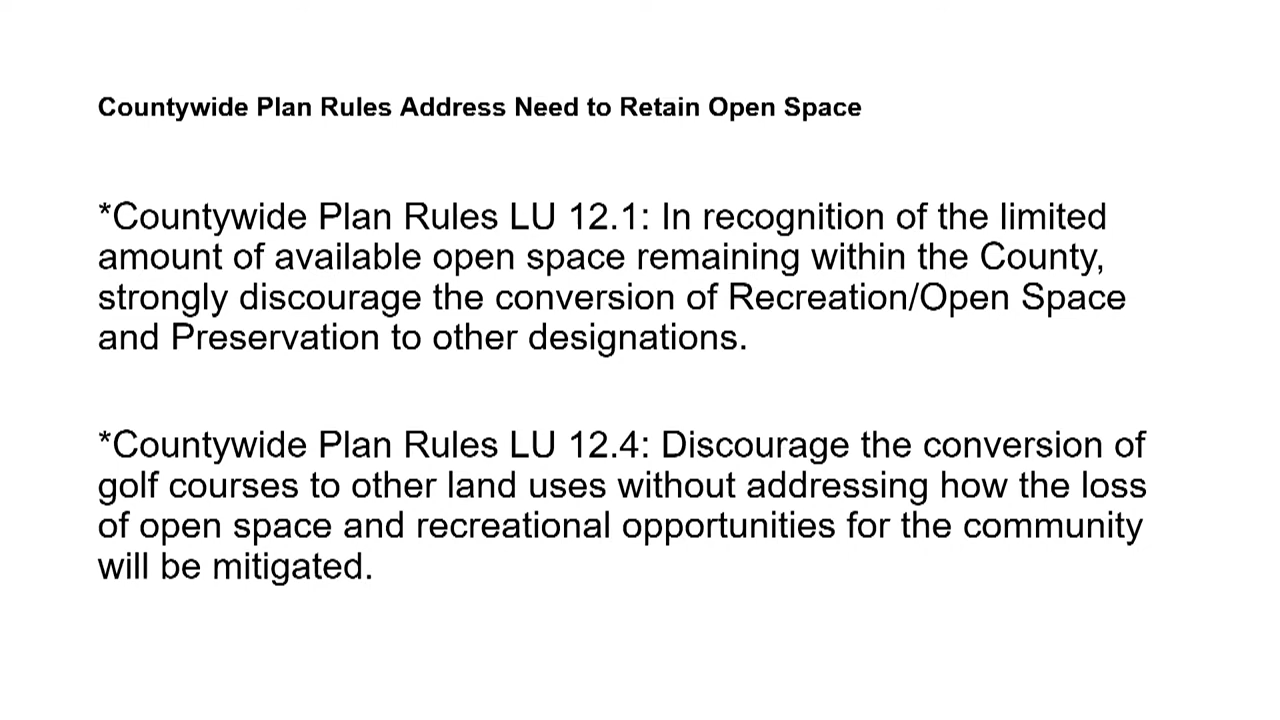 Countywide Plan Rules Address Need to Retain Open Space
*Countywide Plan Rules LU 12.1: In recognition of the limited
amount of available open space remaining within the County,
strongly discourage the conversion of Recreation/Open Space
and Preservation to other designations.
*Countywide Plan Rules LU 12.4: Discourage the conversion of
golf courses to other land uses without addressing how the loss
of open space and recreational opportunities for the community
will be mitigated.